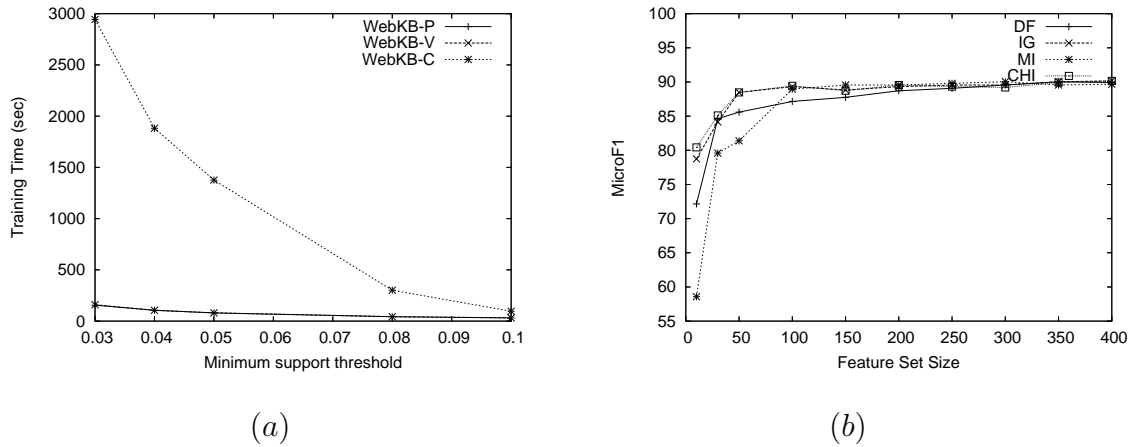 3000
2500
2000
1500
1000
500
0
Training Time (sec)
0.03 0.04 0.05 0.06 0.07 0.08 0.09 0.1
Minimum support threshold
WebKB-P
WebKB-V
WebKB-C
(a)
100
95
90
85
80
75
70
65
60
55
MicroF1
0 50 100 150 200 250 300 350 400
Feature Set Size
DF
IG
MI
CHI
(b)